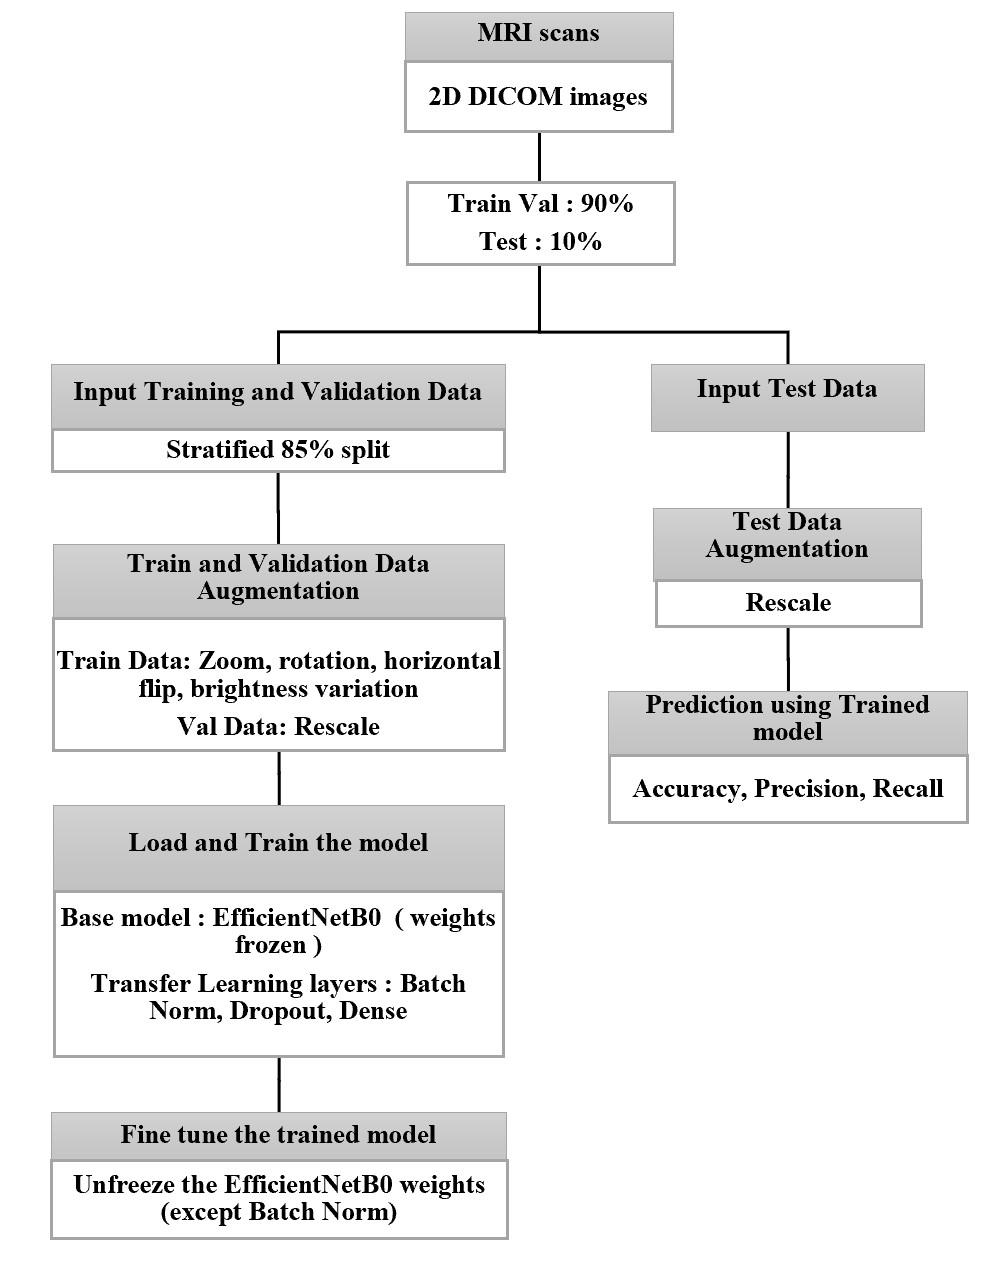 MRI scans
2D DICOM images
Train Val : 90%
Test : 10%
Input Training and Validation Data
Stratified 85% split
Train and Validation Data
Augmentation
Train Data: Zoom, rotation, horizontal
flip, brightness variation
Val Data: Rescale
Load and Train the model
Base model : EfficientNetB0 ( weights
frozen )
Transfer Learning layers : Batch
Norm, Dropout, Dense
Fine tune the trained model
Unfreeze the EfficientNetB0 weights
(except Batch Norm)
Input Test Data
Test Data
Augmentation
Rescale
Prediction using Trained
model
Accuracy, Precision, Recall